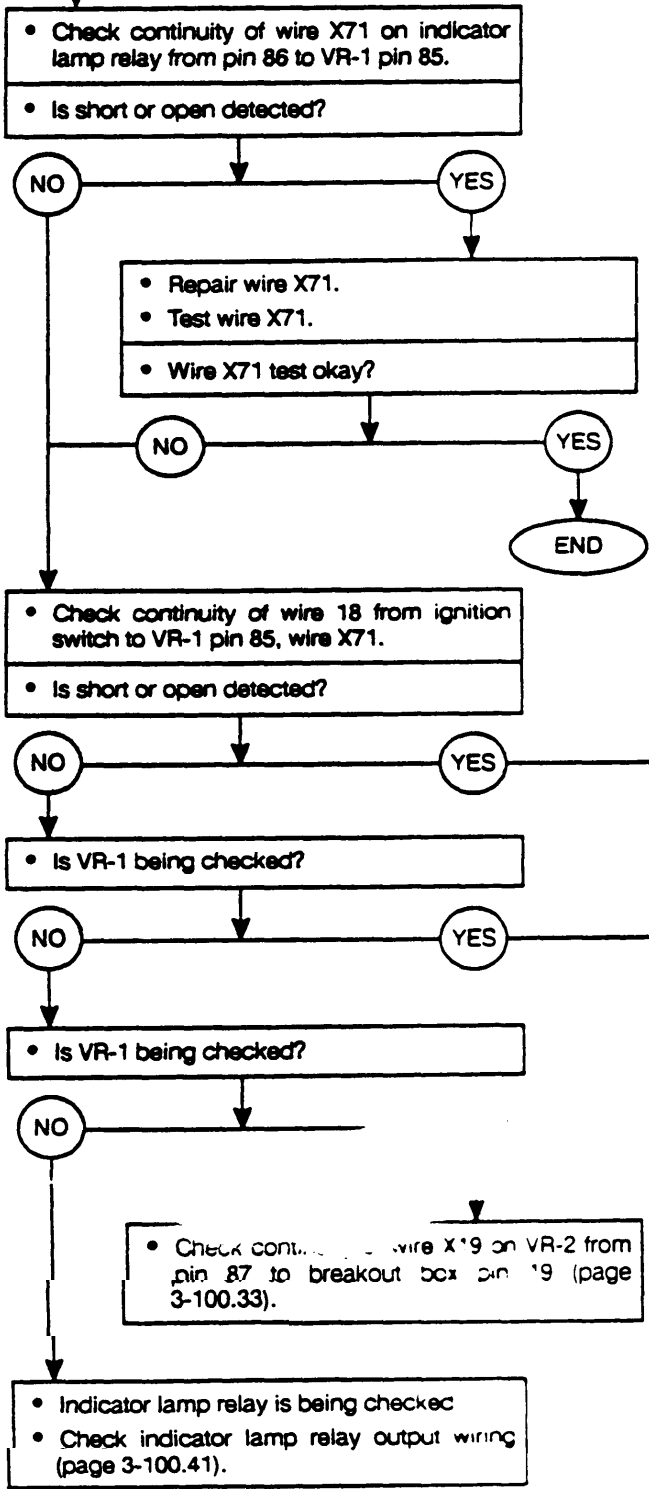 • Check continuity of wire X71 on indicator
lamp relay from pin 86 to VR-1 pin 85.
• Is short or open detected?
NO
YES
• Repair wire X71.
• Test wire X71.
• Wire X71 test okay?
NO
YES
END
• Check continuity of wire 18 from ignition
switch to VR-1 pin 85, wire X71.
• Is short or open detected?
NO
YES
• Is VR-1 being checked?
NO
YES
• Is VR-1 being checked?
NO
• Check wire on VR-2 from
pin 87 to breakout box pin 19 (page
3-100.33).
• Indicator lamp relay is being checked
• Check indicator lamp relay output wiring
(page 3-100.41).